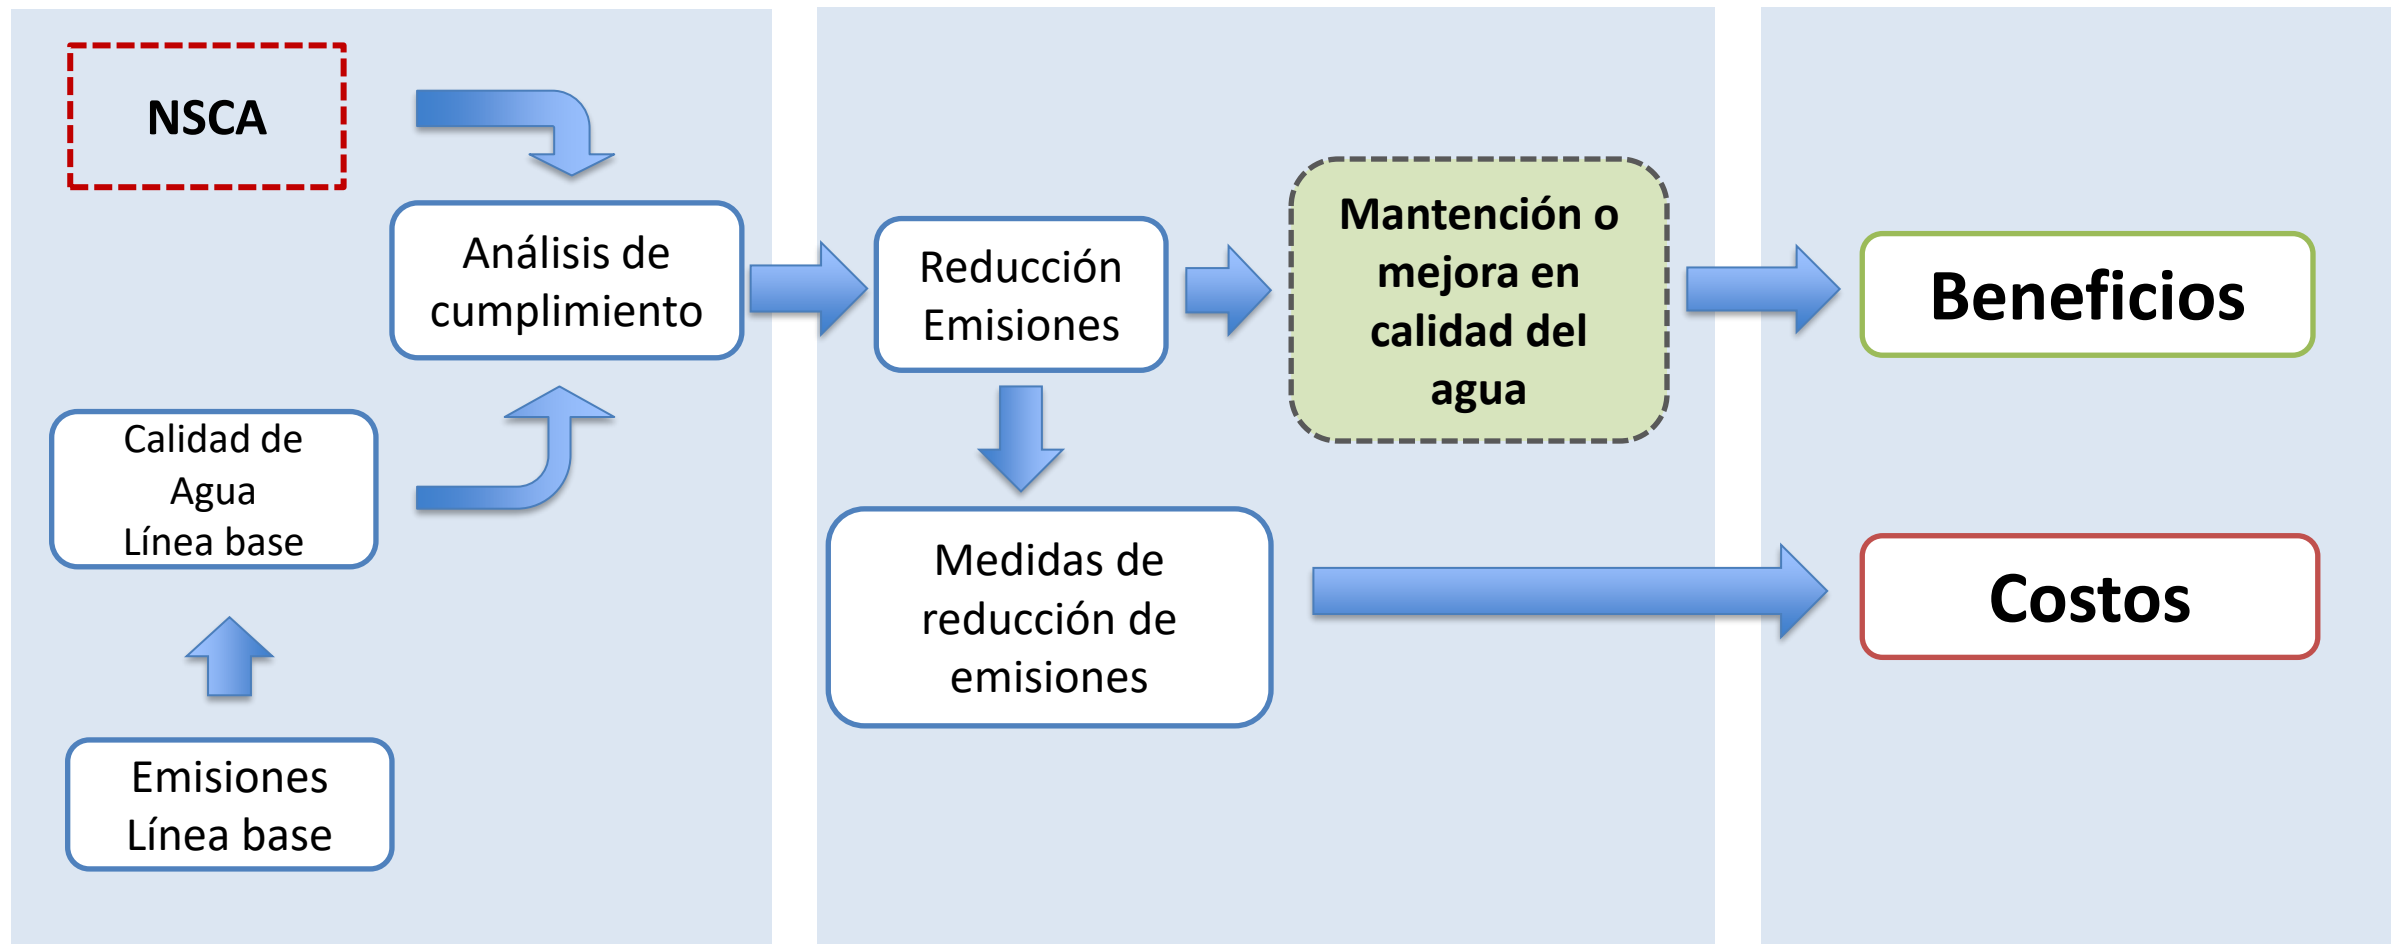 NSCA
Análisis de
cumplimiento
Calidad de
Agua
Línea base
Emisiones
Línea base
Reducción
Emisiones
Mantención o
mejora en
calidad del
agua
Medidas de
reducción de
emisiones
Beneficios
Costos